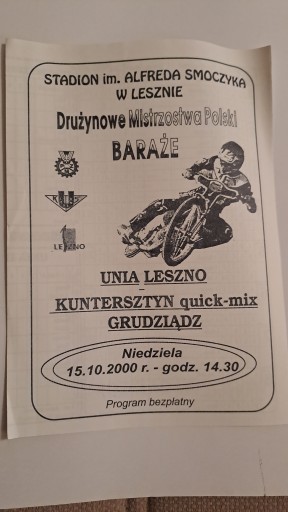 STADION im. ALFREDA SMOCZYKA
W LESZNIE
Drużynowe Mistrzostwa Polski
BARAŻE
LESZNO
UNIA LESZNO
-
KUNTERSZTYN quick-mix
GRUDZIĄDZ
Niedziela
15.10.2000 r. - godz. 14.30
Program bezpłatny